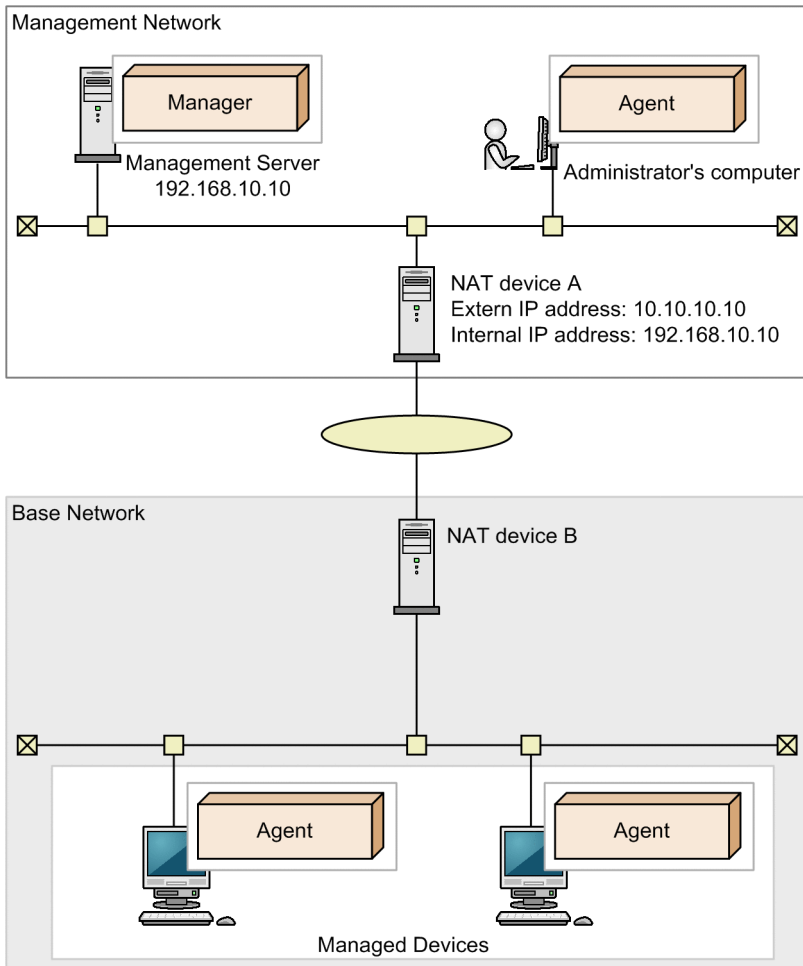 Management Network
Manager
Agent
Management Server
192.168.10.10
Administrator's computer
NAT device A
Extern IP address: 10.10.10.10
Internal IP address: 192.168.10.10
Base Network
NAT device B
Agent
Agent
Managed Devices